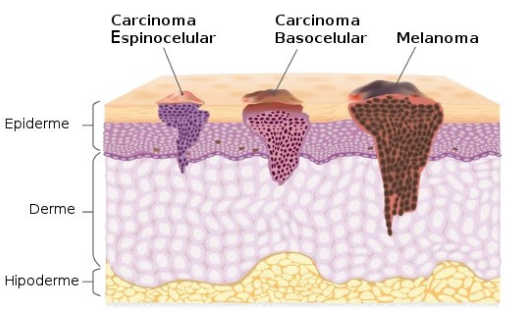 Carcinoma
Espinocelular
Carcinoma
Basocelular
Melanoma
Epiderme
Derme
Hipoderme